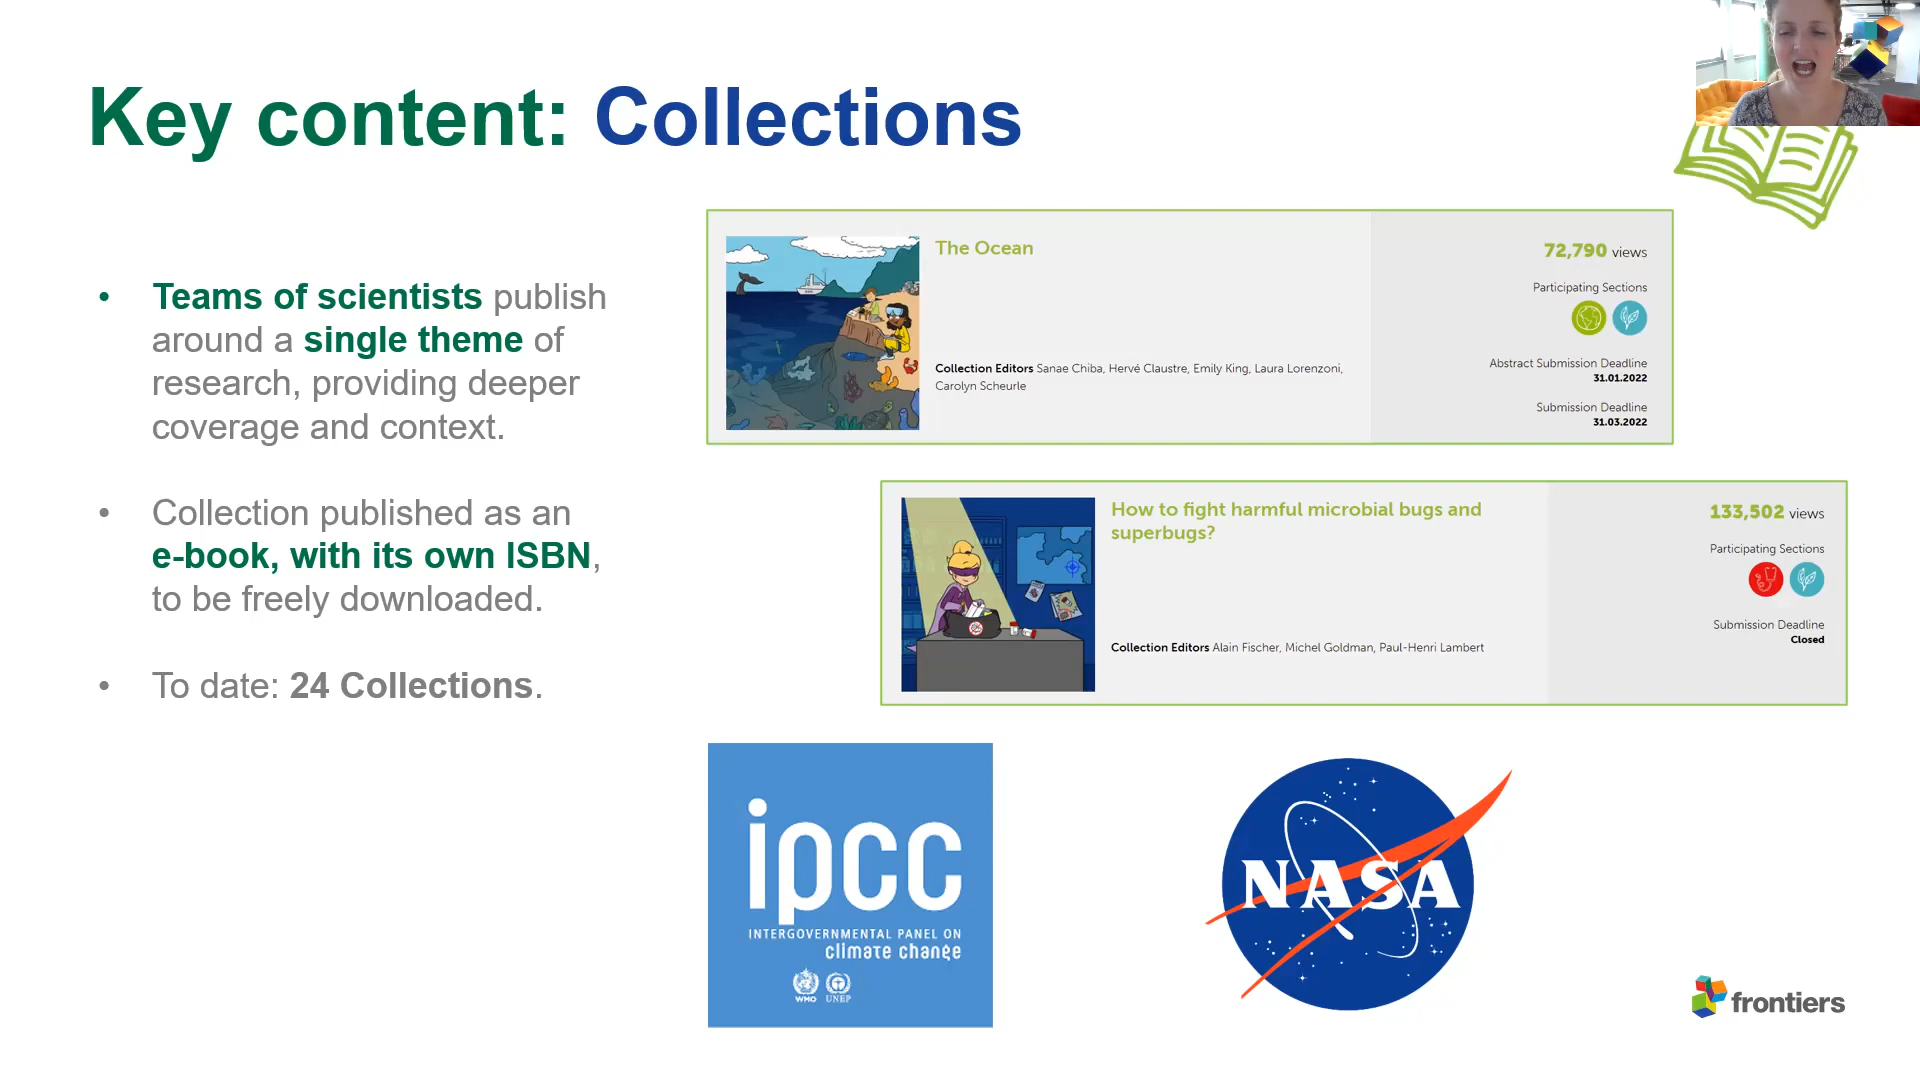 Key content: Collections
Teams of scientists publish
around a single theme of
research, providing deeper
coverage and context.
Collection published as an
e-book, with its own ISBN,
to be freely downloaded.
To date: 24 Collections.
The Ocean
Collection Editors Sanae Chiba, Hervé Claustre, Emily King, Laura Lorenzoni,
Carolyn Scheurle
72,790 views
Participating Sections
Abstract Submission Deadline
31.01.2022
Submission Deadline
31.03.2022
How to fight harmful microbial bugs and
superbugs?
Collection Editors Alain Fischer, Michel Goldman, Paul-Henri Lambert
133,502 views
Participating Sections
Submission Deadline
Closed
ipcc
INTERGOVERNMENTAL PANEL ON
climate change
WMO UNEP
NASA
frontiers